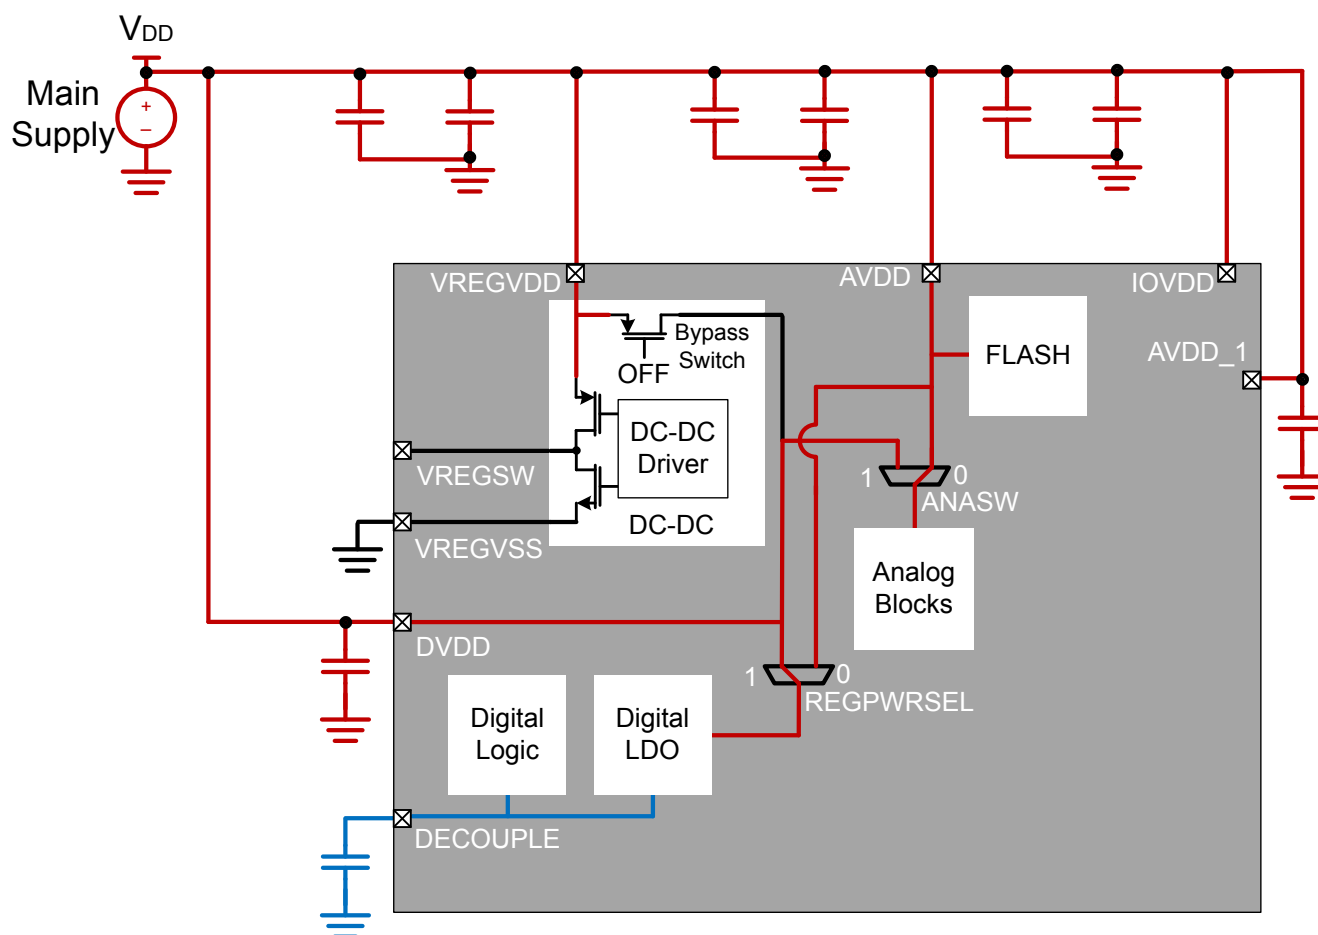 VDD
Main
Supply
+
−
VREGVDD
AVDD
IOVDD
Bypass
Switch
OFF
FLASH
AVDD_1
DC-DC
Driver
VREGSW
1
0
ANASW
DC-DC
VREGVSS
Analog
Blocks
DVDD
1
0
REGPWRSEL
Digital
Logic
Digital
LDO
DECOUPLE